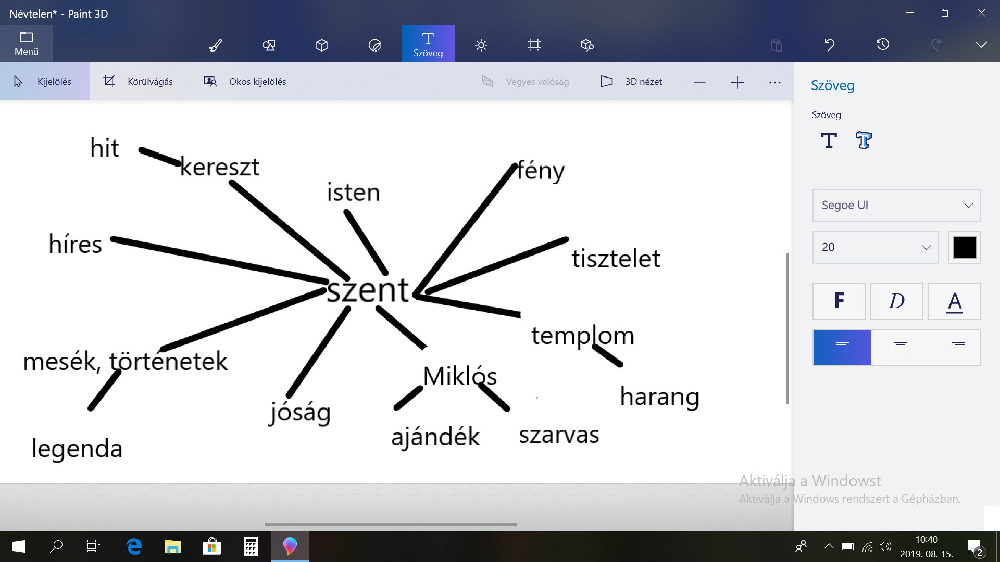 Névtelen* - Paint 3D
Menü
Szöveg
Kijelölés
Körülvágás
Okos kijelölés
Vegyes valóság
3D nézet
Szöveg
Szöveg
T
T
Segoe UI
20
F
D
A
hit
kereszt
fény
isten
híres
tisztelet
szent
templom
mesék, történetek
Miklós
harang
jóság
ajándék
szarvas
legenda
Aktiválja a Windowst
Aktiválja a Windows rendszert a Gépházban.
10:40
2019. 08. 15.
2